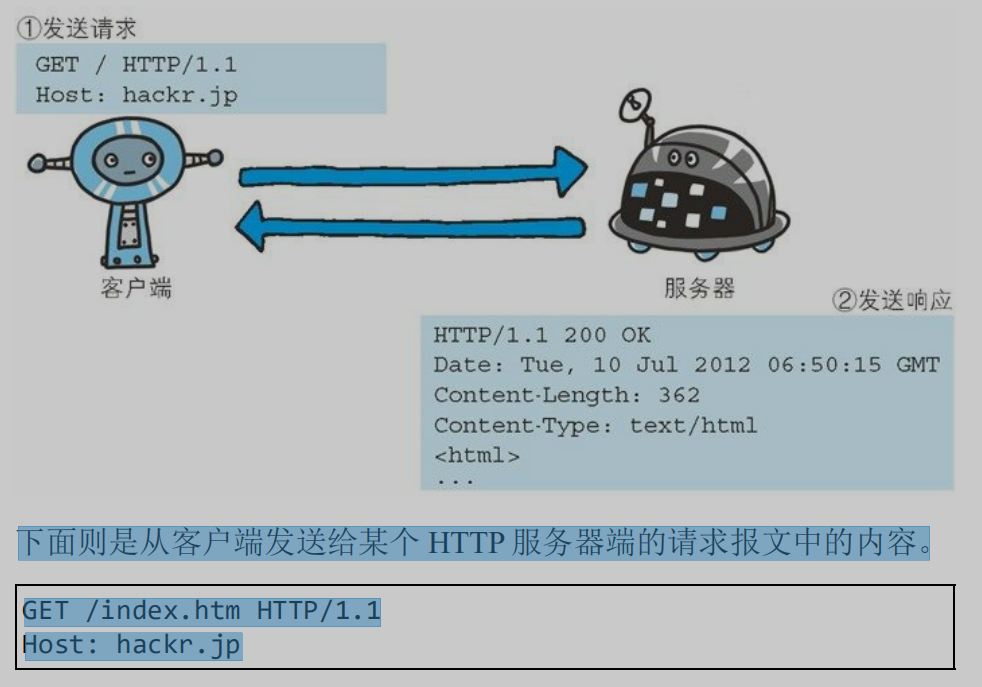 ①发送请求
GET / HTTP/1.1
Host: hackr.jp
客户端
服务器
②发送响应
HTTP/1.1 200 OK
Date: Tue, 10 Jul 2012 06:50:15 GMT
Content-Length: 362
Content-Type: text/html
<html>
...
下面则是从客户端发送给某个 HTTP 服务器端的请求报文中的内容。
GET /index.htm HTTP/1.1
Host: hackr.jp